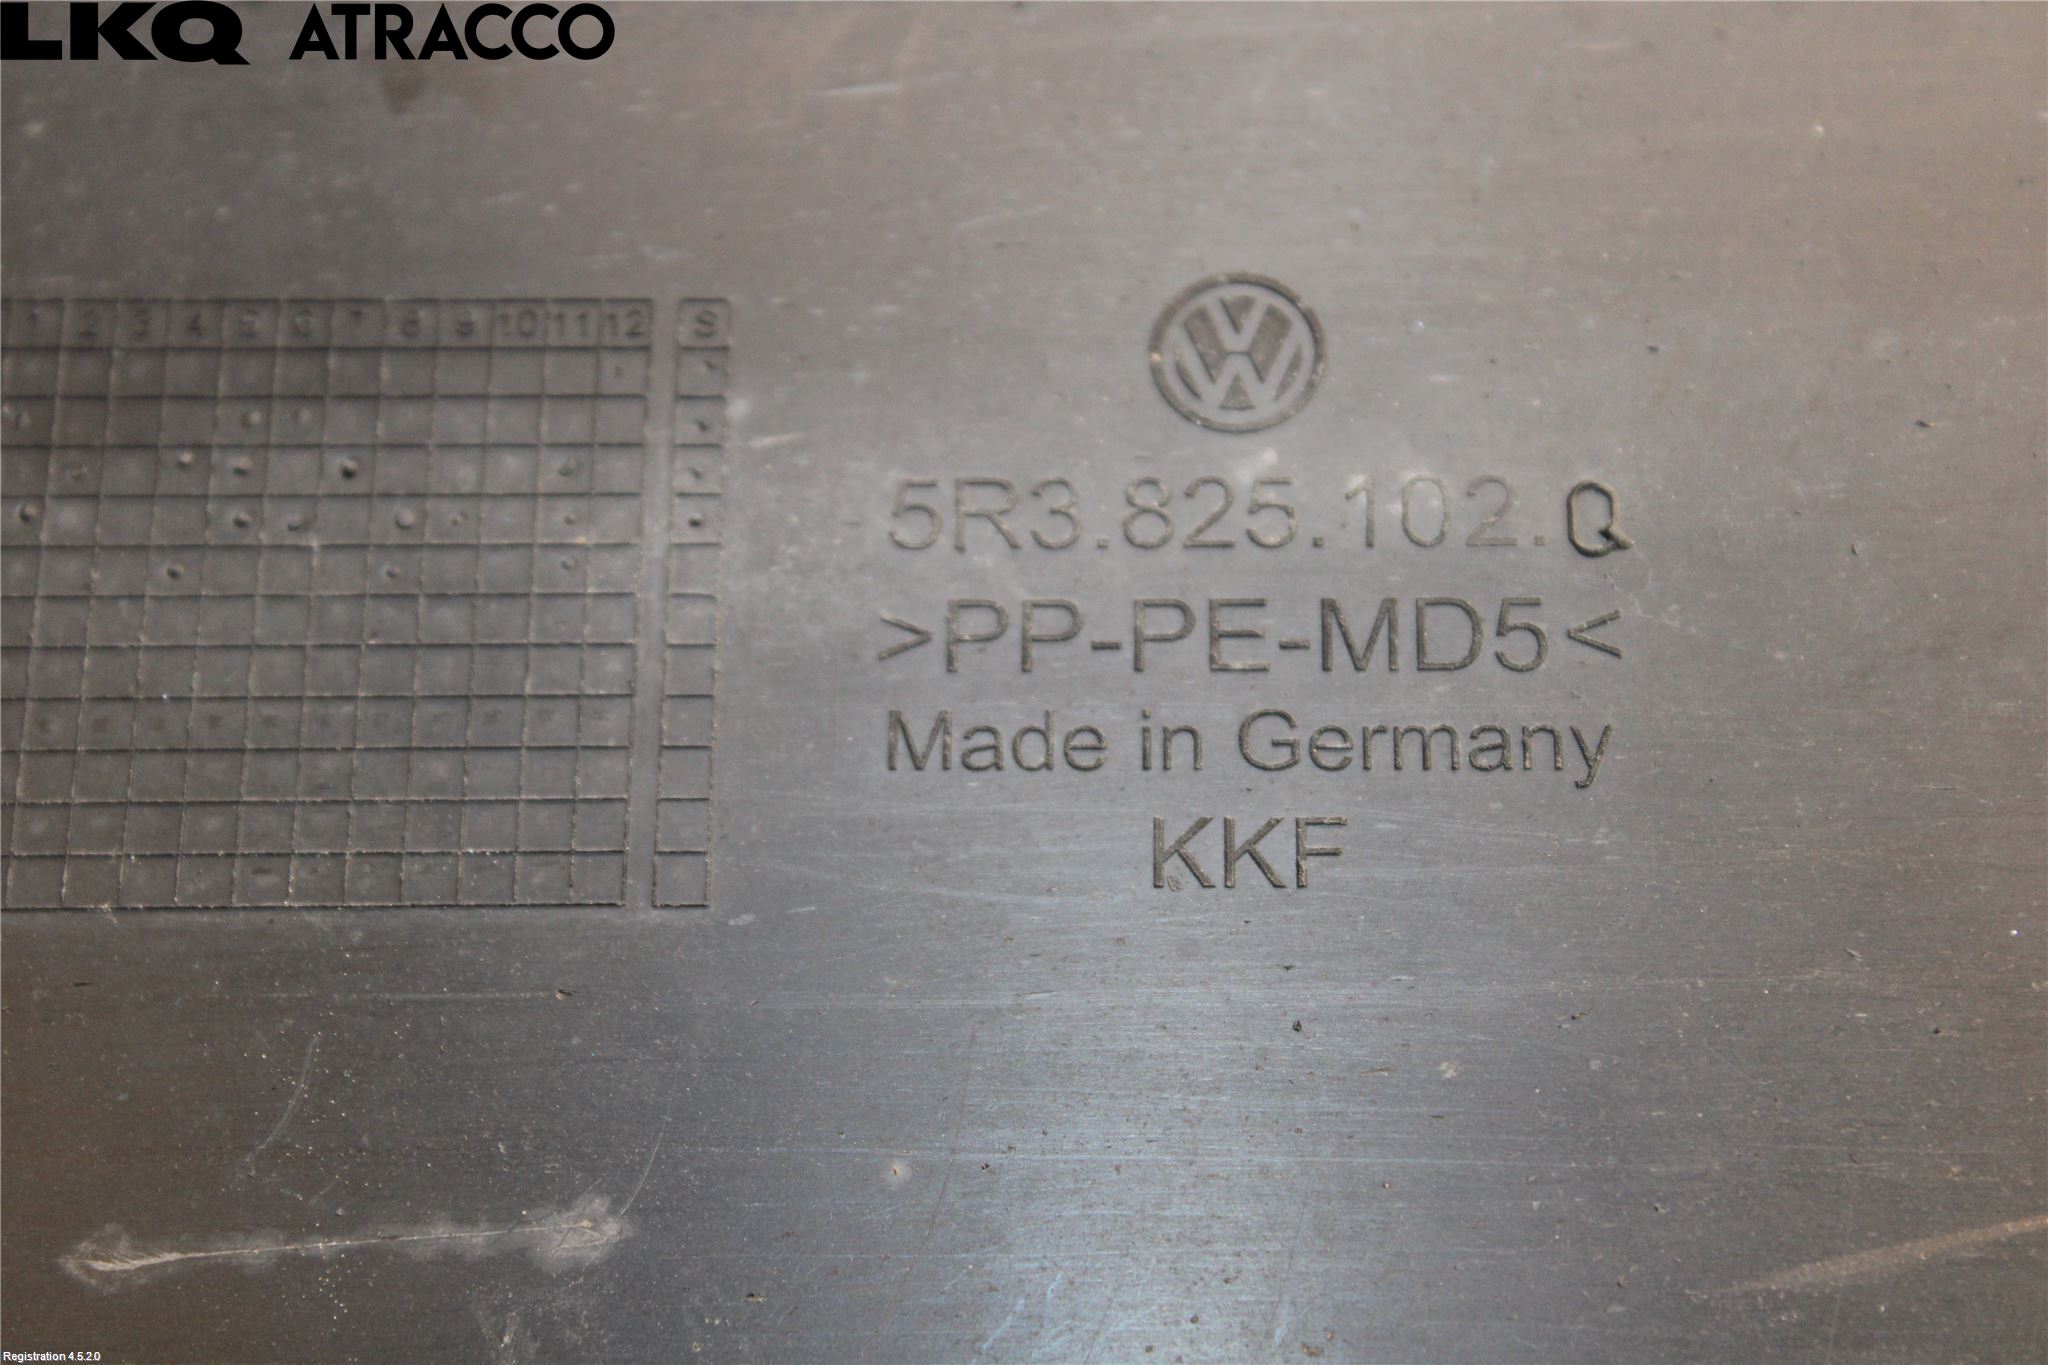 LKQ ATRACCO
1 2 3 4 5 6 7 8 9 10 11 12 S
5R3.825.102.Q
>PP-PE-MD5<
Made in Germany
KKF
Registration 4.5.2.0